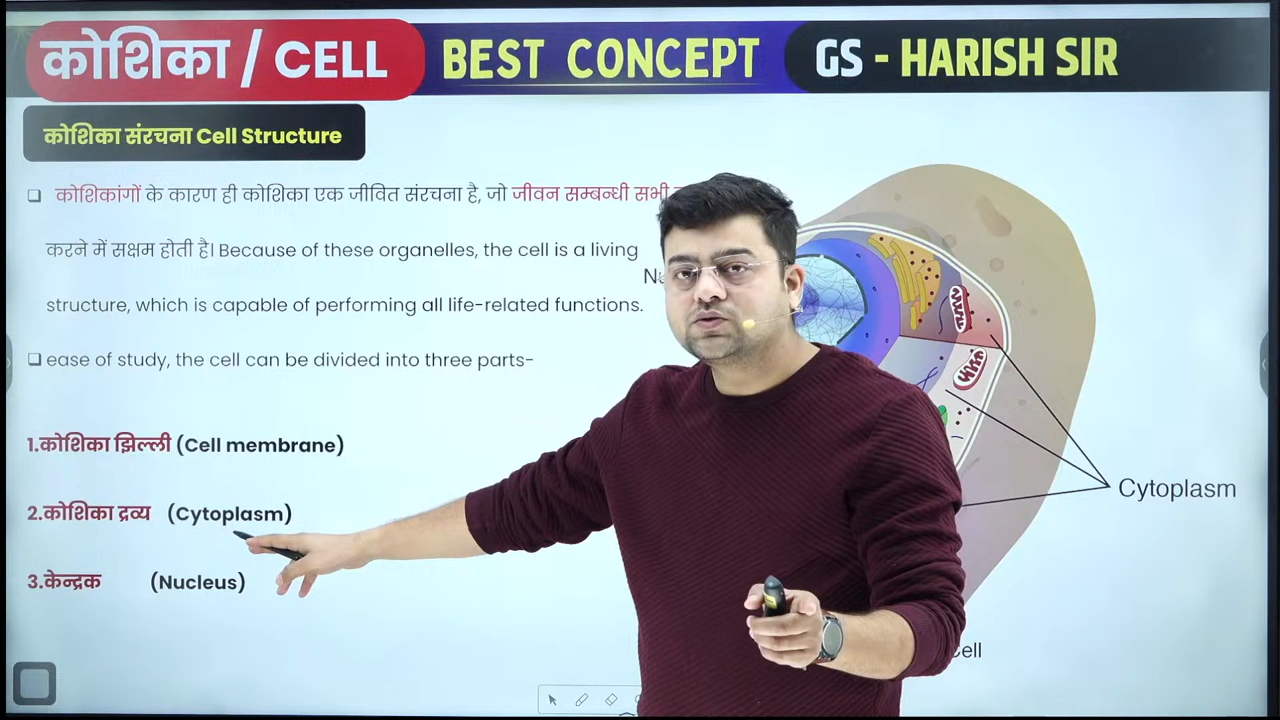 कोशिका / CELL BEST CONCEPT GS - HARISH SIR
कोशिका संरचना Cell Structure
कोशिकांगों के कारण ही कोशिका एक जीवित संरचना है, जो जीवन सम्बन्धी सभी
करने में सक्षम होती है। Because of these organelles, the cell is a living
structure, which is capable of performing all life-related functions.
ease of study, the cell can be divided into three parts-
1.कोशिका झिल्ली (Cell membrane)
2.कोशिका द्रव्य (Cytoplasm)
3.केन्द्रक (Nucleus)
Cytoplasm
Cell